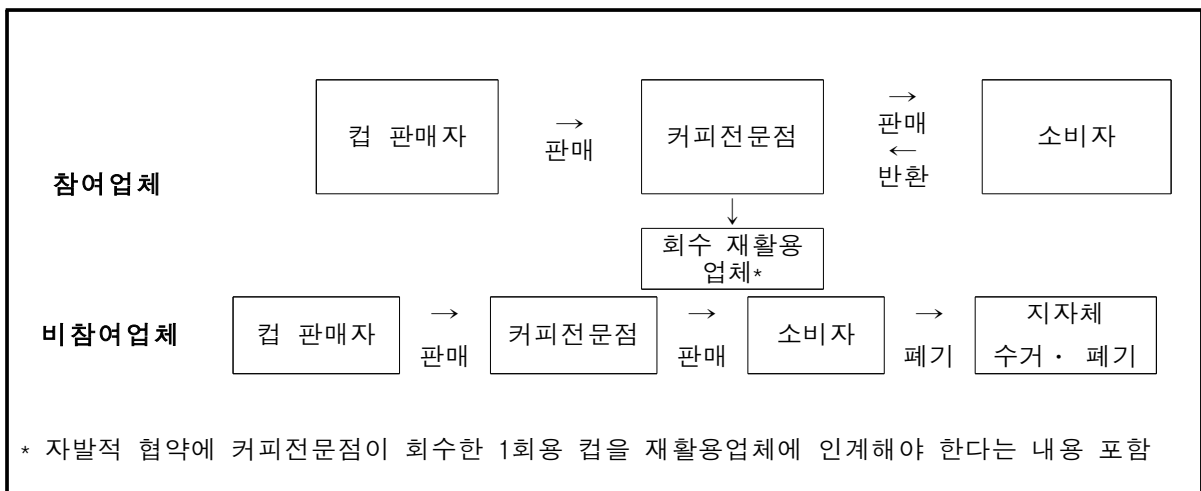 컵 판매자
→
판매
커피전문점
→
판매
←
반환
소비자
참여업체
↓
회수 재활용
업체*
비참여업체
컵 판매자
→
판매
커피전문점
→
판매
소비자
→
폐기
지자체
수거· 폐기
* 자발적 협약에 커피전문점이 회수한 1회용 컵을 재활용업체에 인계해야 한다는 내용 포함